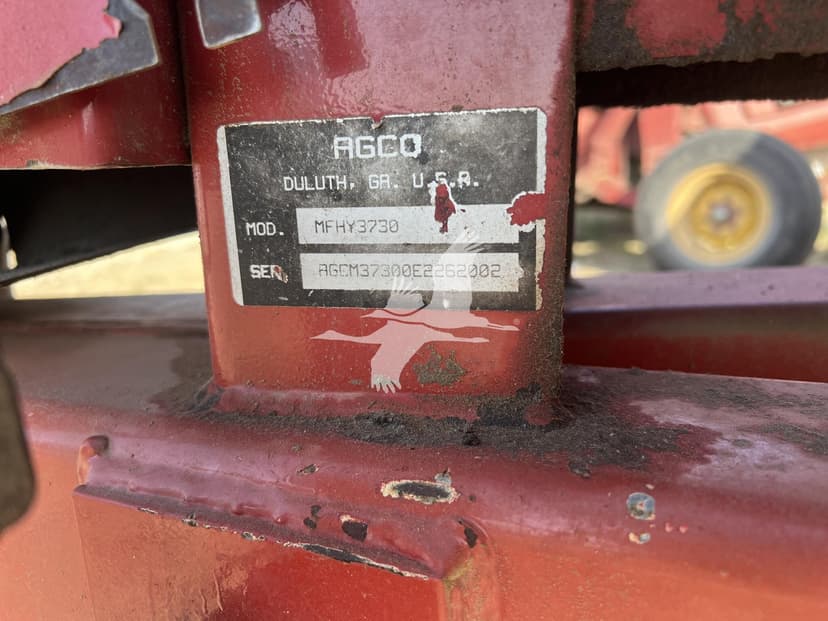 AGCO
DULUTH, GA. U.S.A.
MOD. MFHY3730
SER. AGCM37300E2262002